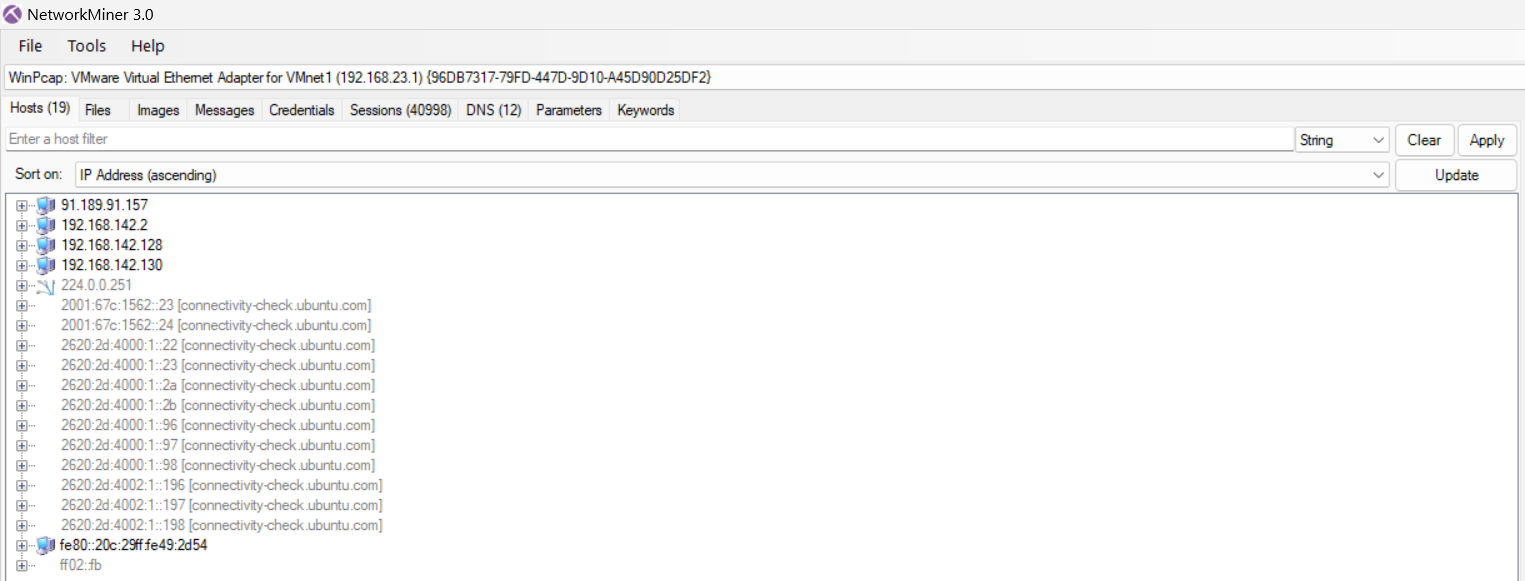 NetworkMiner 3.0
File Tools Help
WinPcap: VMware Virtual Ethernet Adapter for VMnet1 (192.168.23.1) {96DB7317-79FD-447D-9D10-A45D90D25DF2}
Hosts (19) Files Images Messages Credentials Sessions (40998) DNS (12) Parameters Keywords
Enter a host filter String Clear Apply
Sort on: IP Address (ascending) Update
91.189.91.157
192.168.142.2
192.168.142.128
192.168.142.130
224.0.0.251
2001:67c:1562::23 [connectivity-check.ubuntu.com]
2001:67c:1562::24 [connectivity-check.ubuntu.com]
2620:2d:4000:1::22 [connectivity-check.ubuntu.com]
2620:2d:4000:1::23 [connectivity-check.ubuntu.com]
2620:2d:4000:1::2a [connectivity-check.ubuntu.com]
2620:2d:4000:1::2b [connectivity-check.ubuntu.com]
2620:2d:4000:1::96 [connectivity-check.ubuntu.com]
2620:2d:4000:1::97 [connectivity-check.ubuntu.com]
2620:2d:4000:1::98 [connectivity-check.ubuntu.com]
2620:2d:4002:1::196 [connectivity-check.ubuntu.com]
2620:2d:4002:1::197 [connectivity-check.ubuntu.com]
2620:2d:4002:1::198 [connectivity-check.ubuntu.com]
fe80::20c:29ff:fe49:2d54
ff02::fb